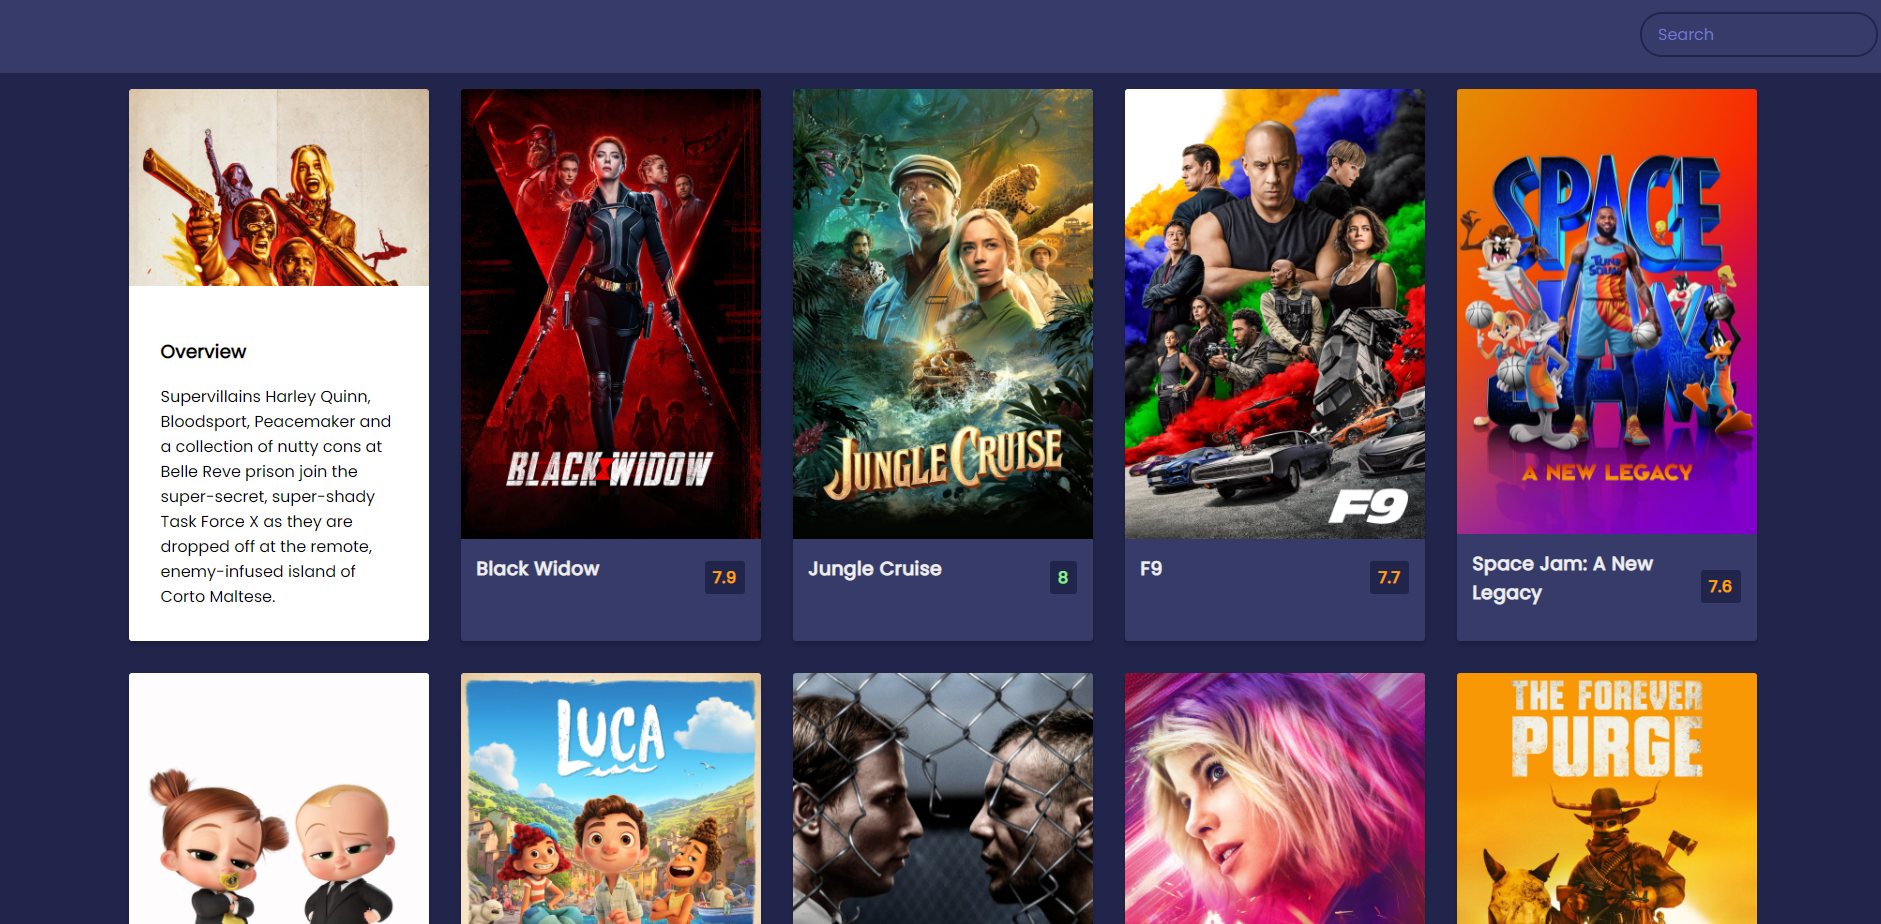 Search
Overview
Supervillains Harley Quinn,
Bloodsport, Peacemaker and
a collection of nutty cons at
Belle Reve prison join the
super-secret, super-shady
Task Force X as they are
dropped off at the remote,
enemy-infused island of
Corto Maltese.
BLACK WIDOW
Black Widow
7.9
JUNGLE CRUISE
Jungle Cruise
8
F9
F9
7.7
SPACE
TUNE
SQUAD
JAM
A NEW LEGACY
Space Jam: A New
Legacy
7.6
LUCA
THE FOREVER
PURGE